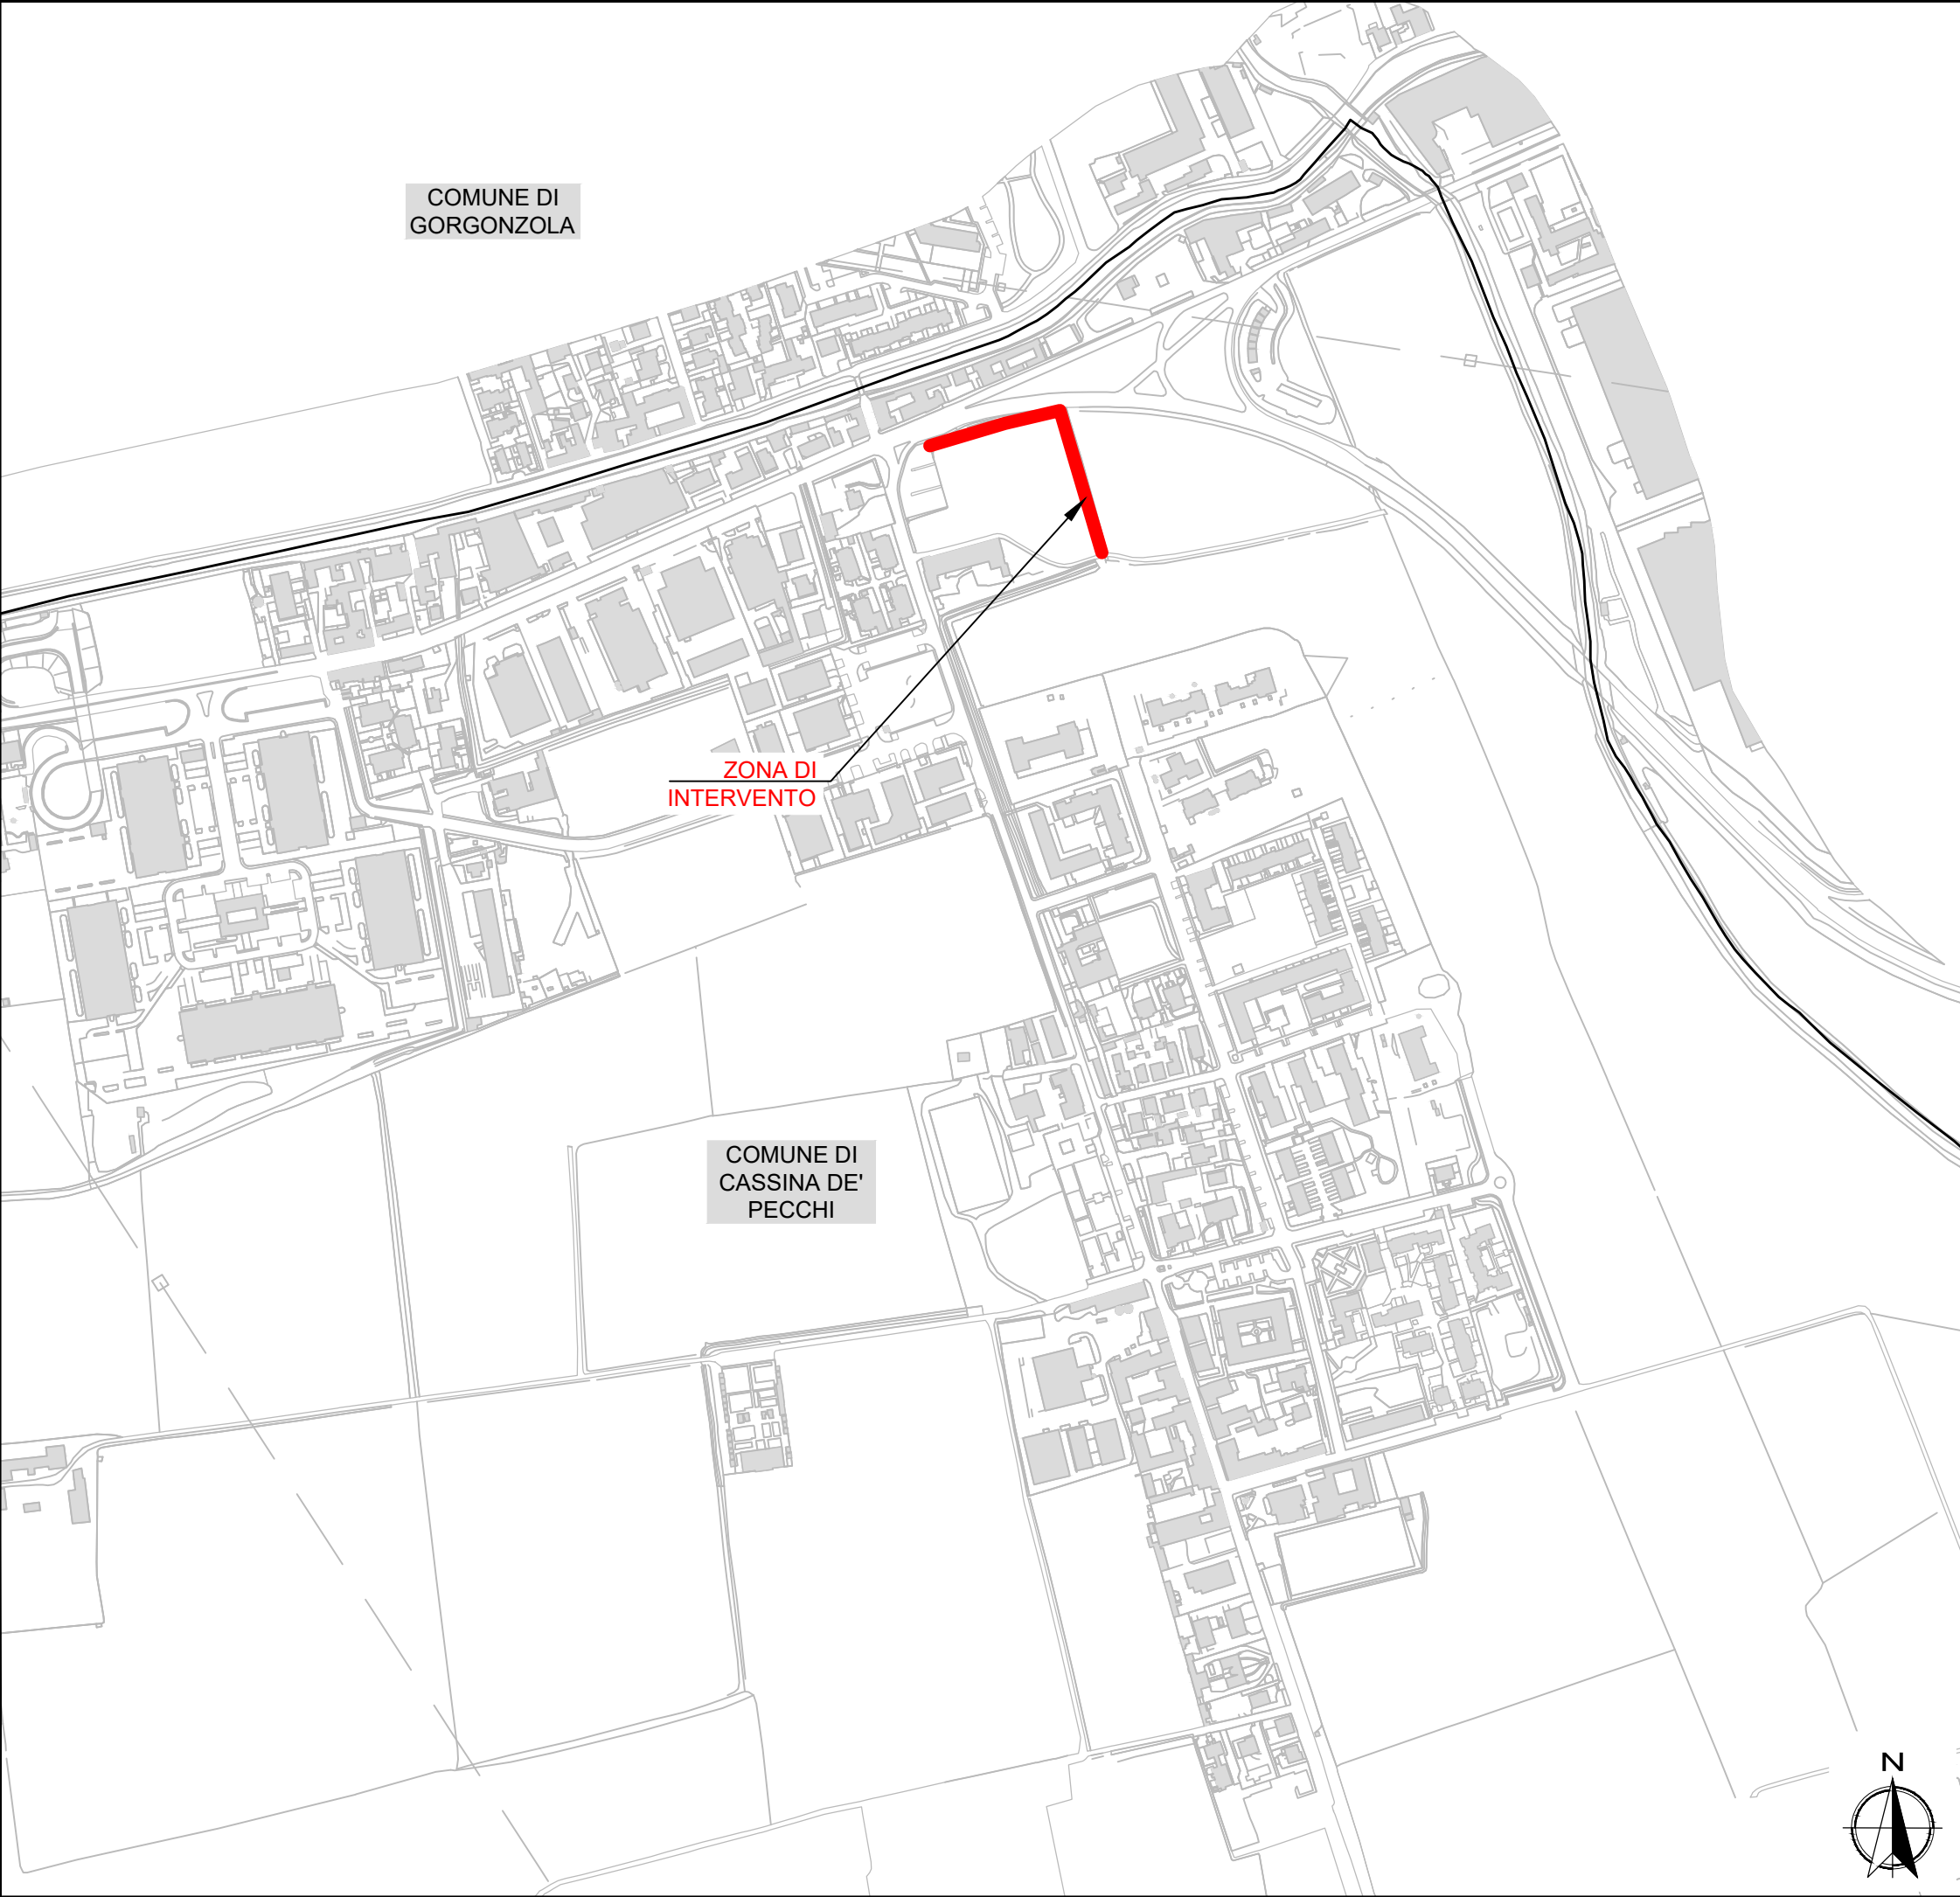 COMUNE DI
GORGONZOLA
ZONA DI
INTERVENTO
COMUNE DI
CASSINA DE'
PECCHI
N